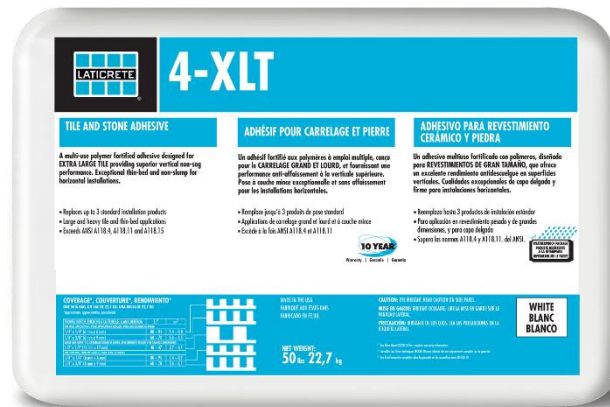 LATICRETE
4-XLT
TILE AND STONE ADHESIVE
A multi-use polymer fortified adhesive designed for
EXTRA LARGE TILE providing superior vertical non-sag
performance. Exceptional thin-bed and non-slump for
horizontal installations.
• Replaces up to 3 standard installation products
• Large and heavy tile and thin-bed applications
• Exceeds ANSI A118.4, A118.11 and A118.15
ADHÉSIF POUR CARRELAGE ET PIERRE
Un adhésif fortifié aux polymères à emploi multiple, conçu
pour le CARRELAGE GRAND ET LOURD, et fournissant une
performance anti-affaissement à la verticale supérieure.
Pose à couche mince exceptionnelle et sans affaissement
pour les installations horizontales.
• Remplace jusqu'à 3 produits de pose standard
• Applications de carrelage grand et lourd et à couche mince
• Excède à la fois ANSI A118.4 et A118.11
10 YEAR
Warranty | Garantie | Garantía
ADHESIVO PARA REVESTIMIENTO
CERÁMICO Y PIEDRA
Un adhesivo multiuso fortificado con polímeros, diseñado
para REVESTIMIENTOS DE GRAN TAMAÑO, que ofrece
un excelente rendimiento antidescuelgue en superficies
verticales. Cualidades excepcionales de capa delgada y
firme para instalaciones horizontales.
• Reemplaza hasta 3 productos de instalación estándar
• Para aplicación en revestimiento pesado y de grandes
dimensiones, y para capa delgada
• Supera las normas A118.4 y A118.11. del ANSI.
COVERAGE*, COUVERTURE*, RENDIMIENTO*
MADE IN THE USA
FABRIQUÉ AUX ÉTATS-UNIS
FABRICADO EN EE.UU.
NET WEIGHT:
50 lbs 22,7 kg
CAUTION: EYE IRRITANT READ CAUTION ON SIDE PANEL.
WHITE
BLANC
BLANCO